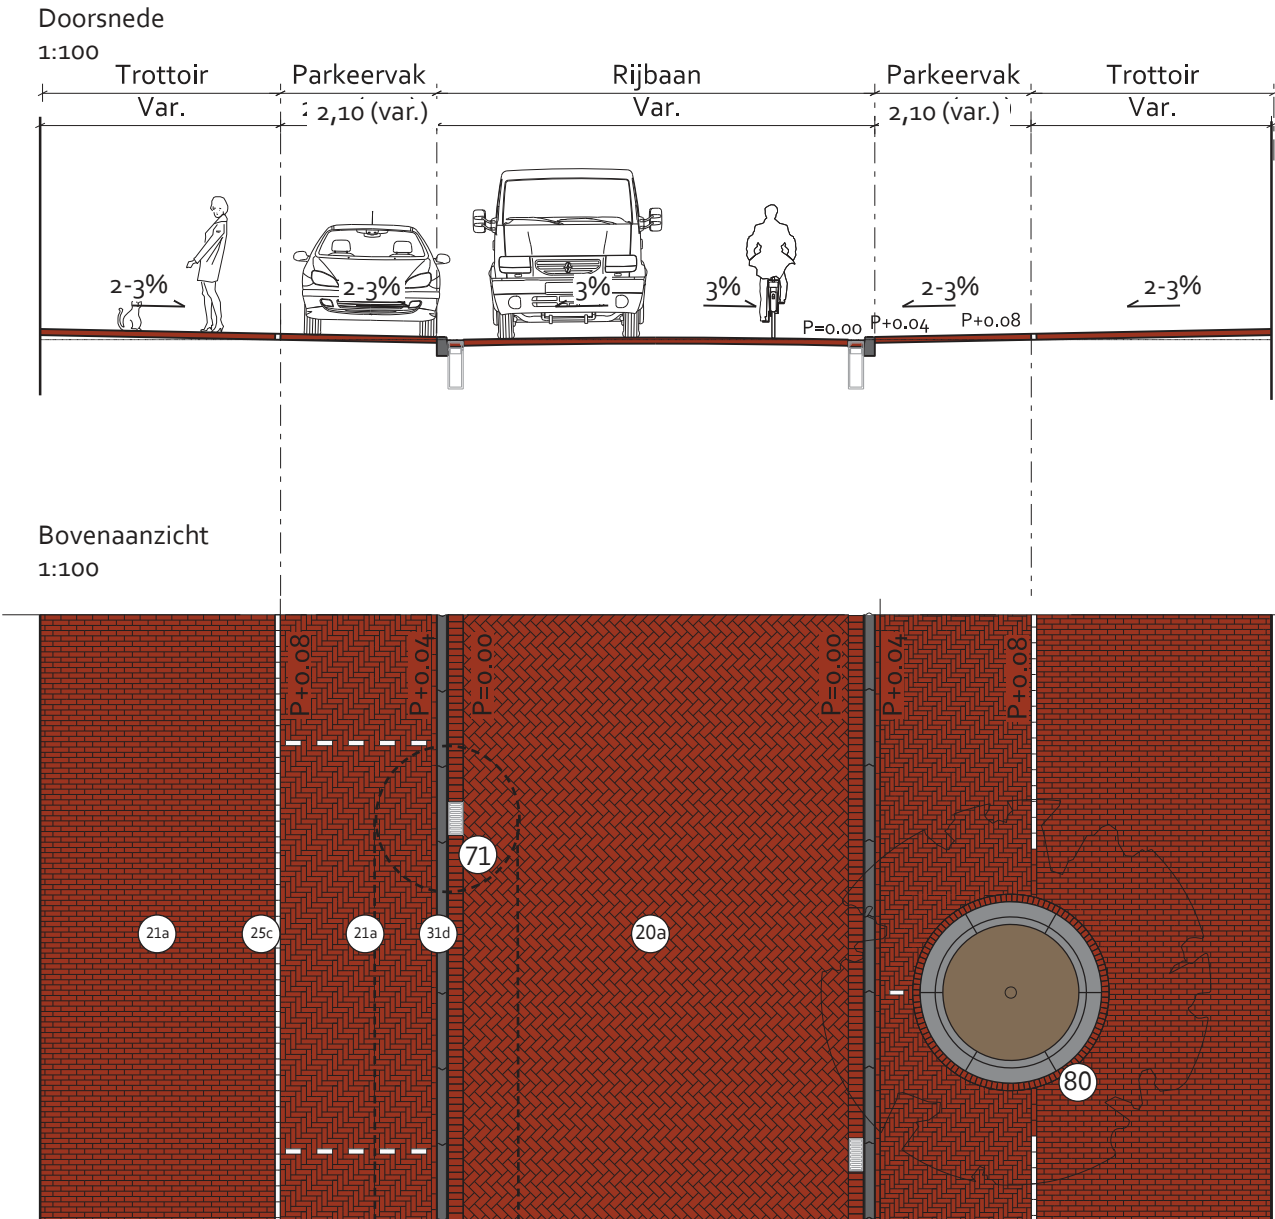 Doorsnede
1:100
Trottoir Parkeervak Rijbaan Parkeervak Trottoir
Var. 2,10 (var.) Var. 2,10 (var.) Var.
2-3% 2-3% 3% 3% 2-3% 2-3%
P=0.00 P+0.04 P+0.08
Bovenaanzicht
1:100
P+0.08 P+0.04 P=0.00 P=0.00 P+0.04 P+0.08
71
21a 25c 21a 31d 20a
80